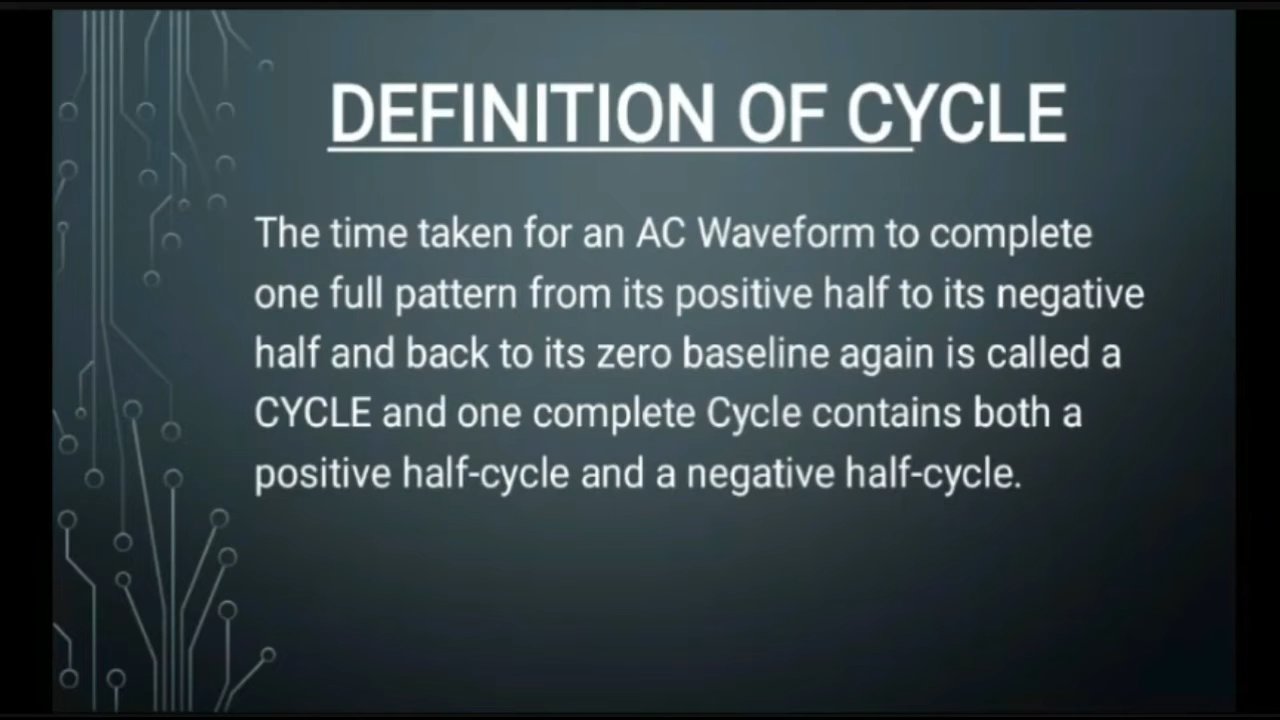 DEFINITION OF CYCLE
The time taken for an AC Waveform to complete
one full pattern from its positive half to its negative
half and back to its zero baseline again is called a
CYCLE and one complete Cycle contains both a
positive half-cycle and a negative half-cycle.